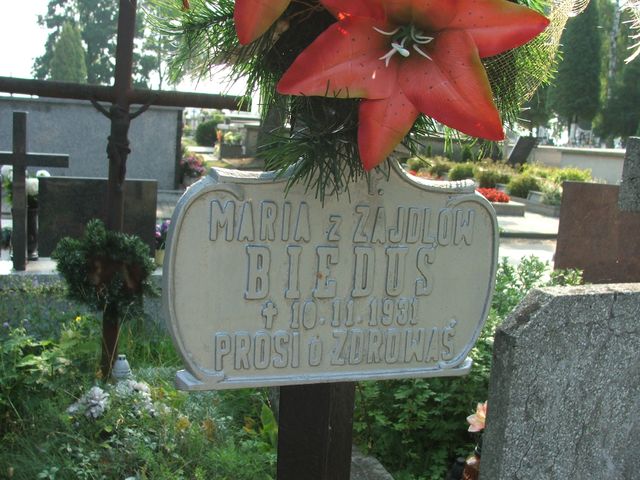 MARIA z ZAJDLÓW
BIEDUŚ
✝ 10.11.1931
PROSI o ZDROWAŚ